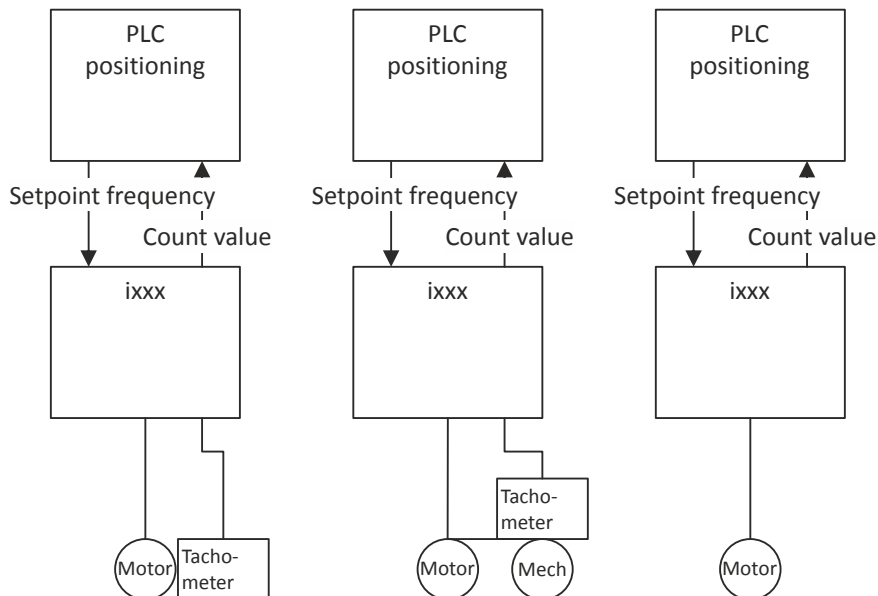 PLC
positioning
PLC
positioning
PLC
positioning
Setpoint frequency
Setpoint frequency
Setpoint frequency
Count value
Count value
Count value
ixxx
ixxx
ixxx
Tacho-
meter
Motor
Tacho-
meter
Motor
Mech
Motor